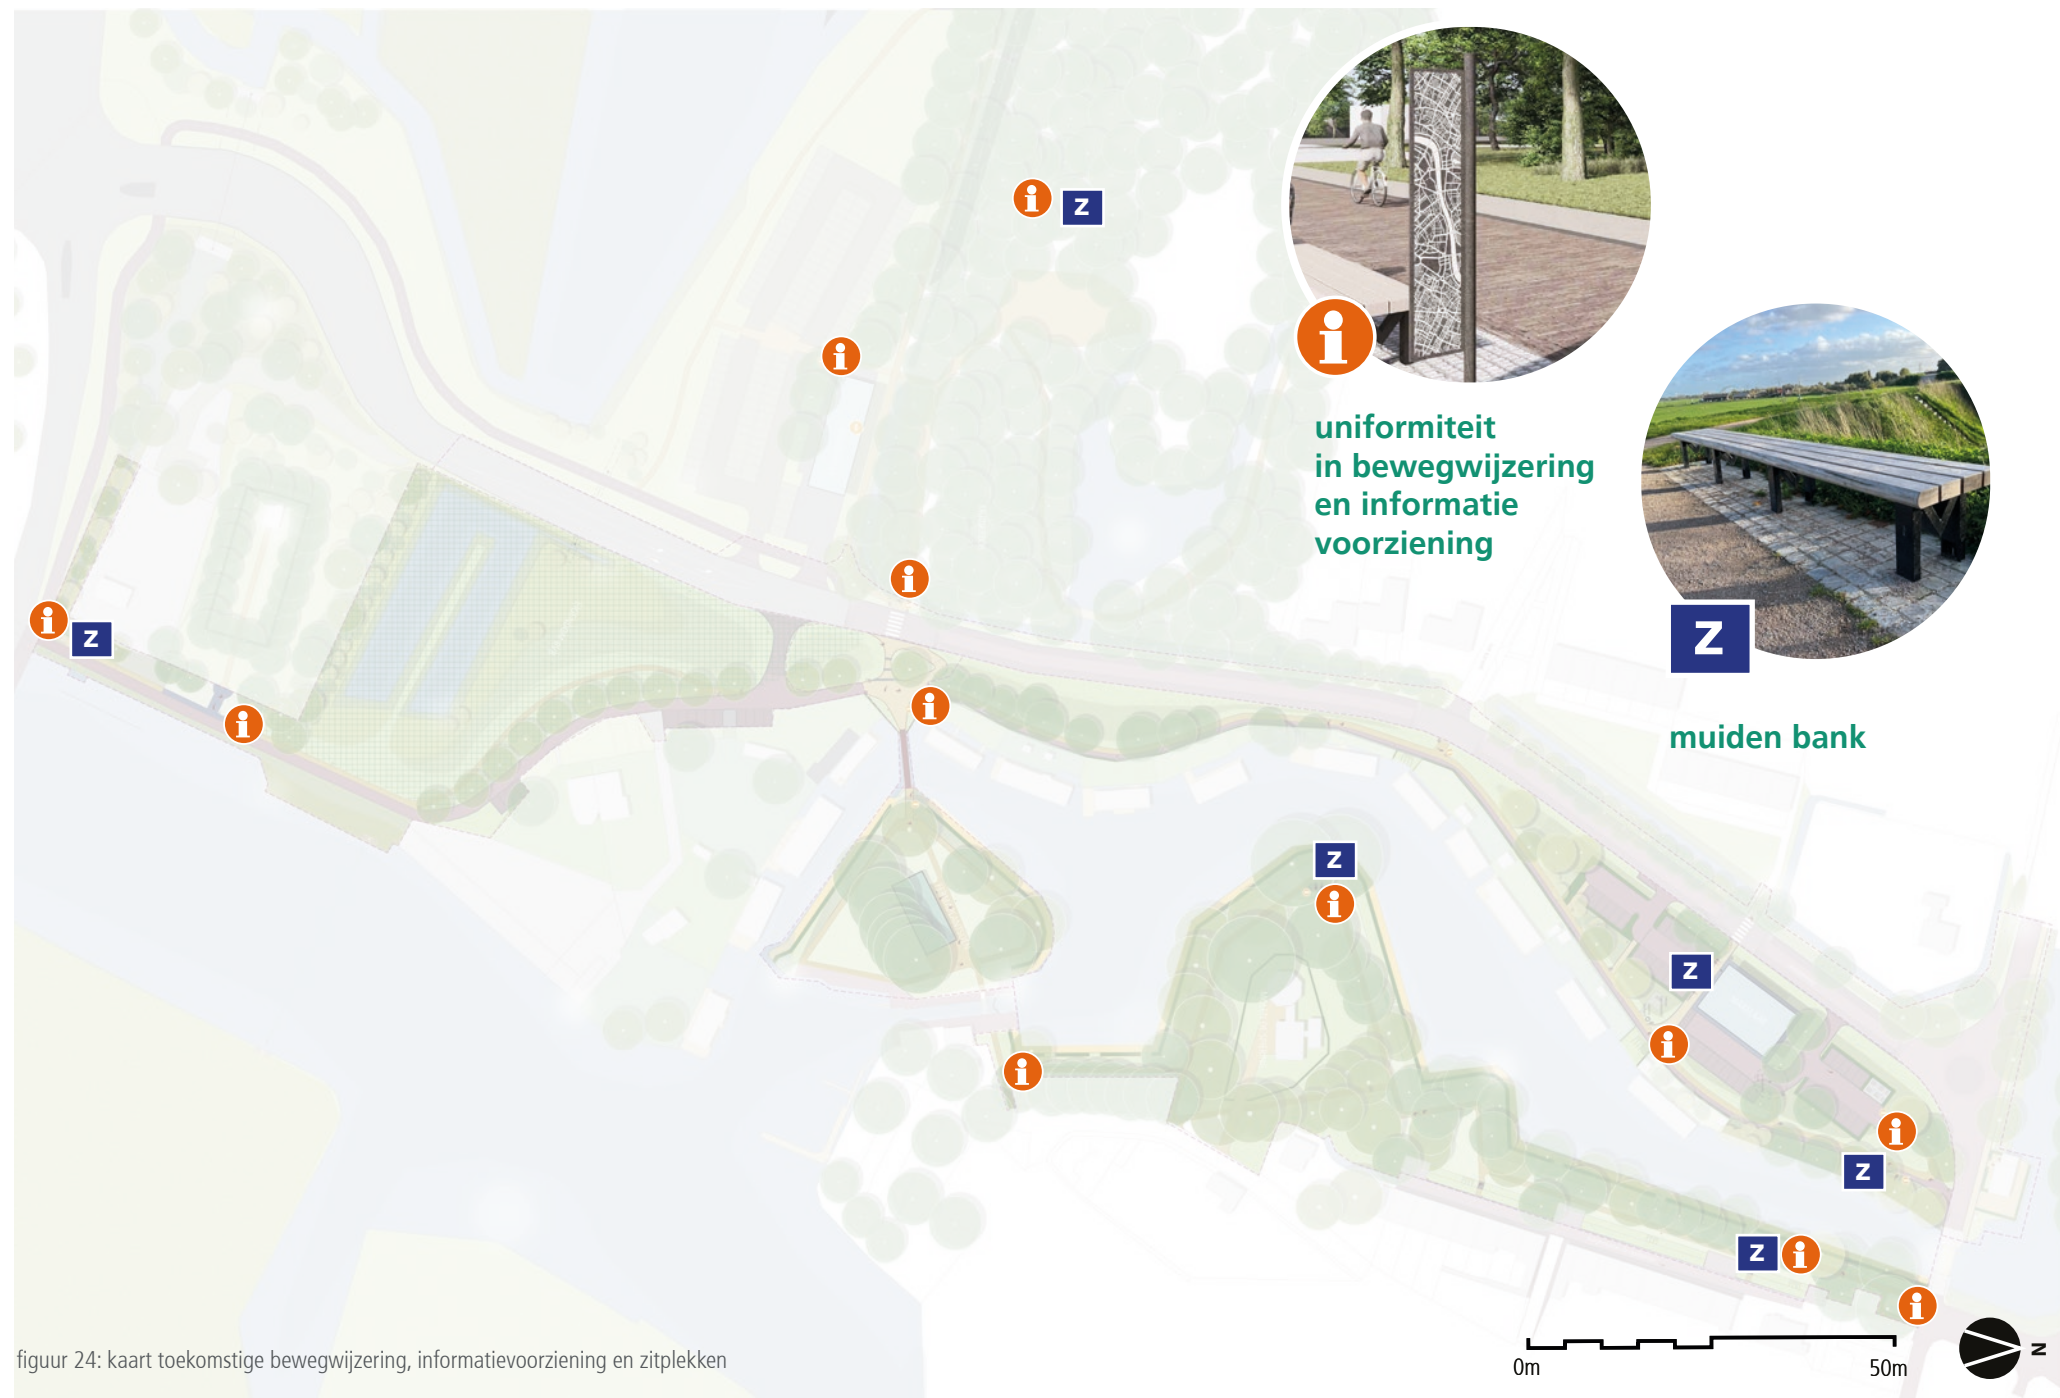 i
z
i
i
i
z
i
i
uniformiteit
in bewegwijzering
en informatie
voorziening
i
z
muiden bank
z
i
z
i
i
i
z
z
i
i
figuur 24: kaart toekomstige bewegwijzering, informatievoorziening en zitplekken
0m
50m
N